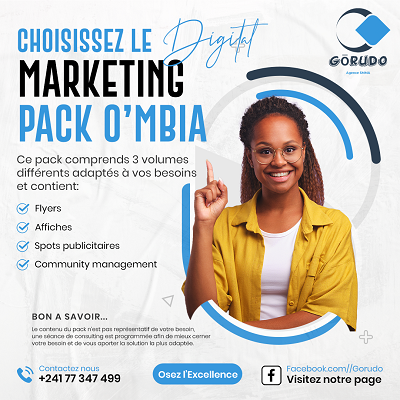 CHOISISSEZ LE Digital
MARKETING
PACK O'MBIA
GÖRUDO
Ce pack comprends 3 volumes
différents adaptés à vos besoins
et contient:
Flyers
Affiches
Spots publicitaires
Community management
BON A SAVOIR...
Le contenu du pack n'est pas représentatif de votre besoin,
une séance de consulting est programmée afin de mieux cerner
votre besoin et de vous aporter la solution la plus adaptée.
Contactez nous
+241 77 347 499
Osez l'Excellence
Facebook.com//Gorudo
Visitez notre page